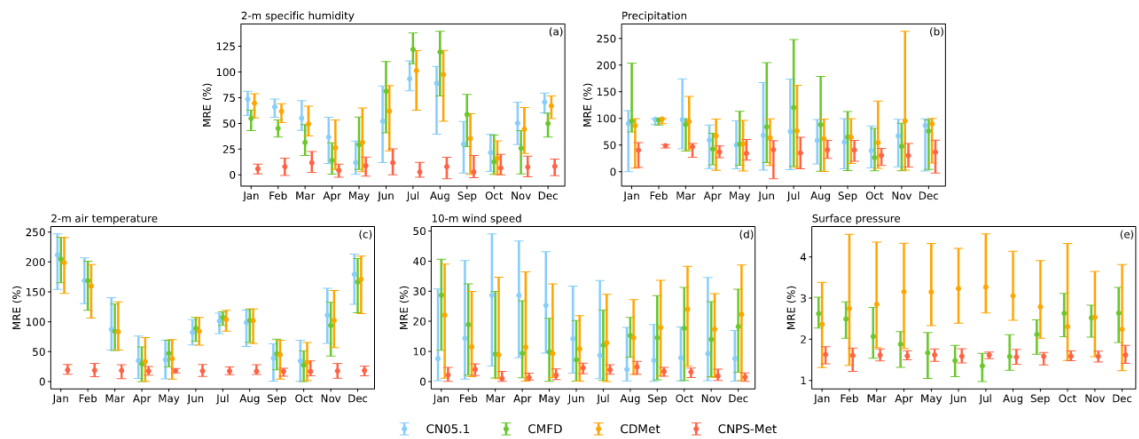 2-m specific humidity
(a)
MRE (%)
125
100
75
50
25
0
Jan Feb Mar Apr May Jun Jul Aug Sep Oct Nov Dec
Precipitation
(b)
MRE (%)
250
200
150
100
50
0
Jan Feb Mar Apr May Jun Jul Aug Sep Oct Nov Dec
2-m air temperature
(c)
MRE (%)
250
200
150
100
50
0
Jan Feb Mar Apr May Jun Jul Aug Sep Oct Nov Dec
10-m wind speed
(d)
MRE (%)
50
40
30
20
10
0
Jan Feb Mar Apr May Jun Jul Aug Sep Oct Nov Dec
Surface pressure
(e)
MRE (%)
4
3
2
1
Jan Feb Mar Apr May Jun Jul Aug Sep Oct Nov Dec
CN05.1 CMFD CDMet CNPS-Met